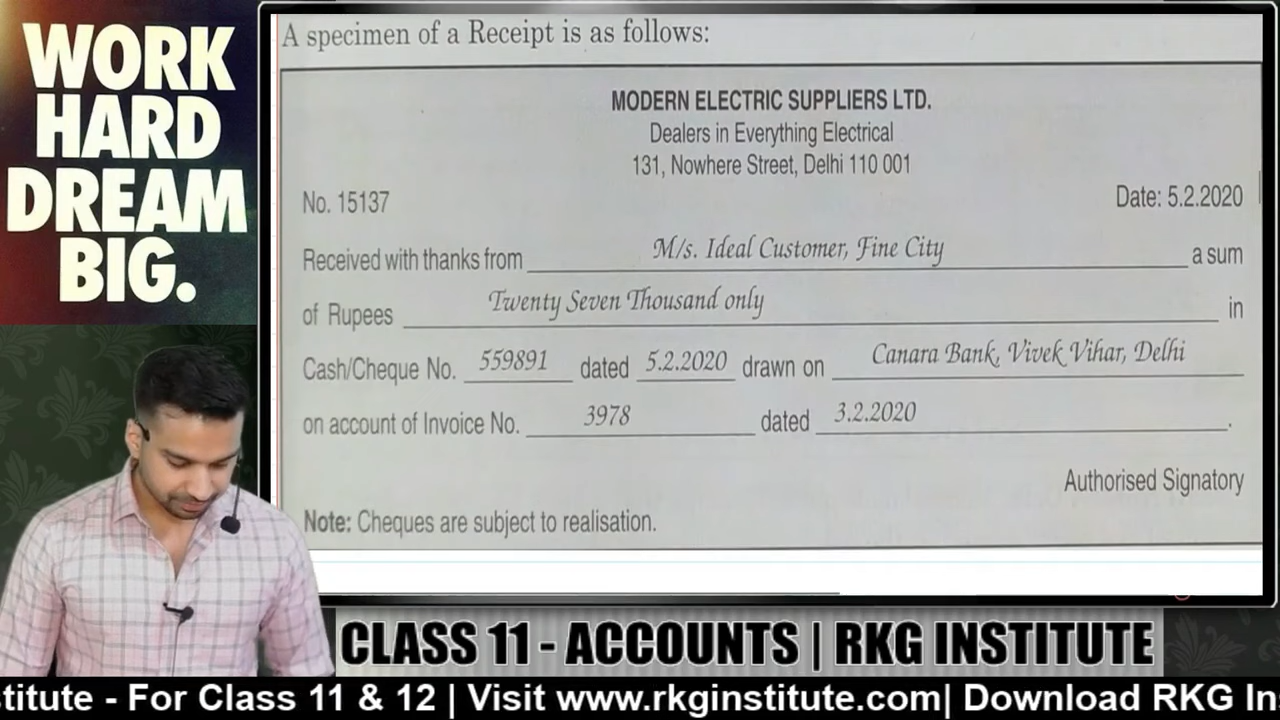 WORK
HARD
DREAM
BIG.
A specimen of a Receipt is as follows:
MODERN ELECTRIC SUPPLIERS LTD.
Dealers in Everything Electrical
131, Nowhere Street, Delhi 110 001
No. 15137 Date: 5.2.2020
Received with thanks from M/s. Ideal Customer, Fine City a sum
of Rupees Twenty Seven Thousand only in
Cash/Cheque No. 559891 dated 5.2.2020 drawn on Canara Bank, Vivek Vihar, Delhi
on account of Invoice No. 3978 dated 3.2.2020.
Authorised Signatory
Note: Cheques are subject to realisation.
CLASS 11 - ACCOUNTS | RKG INSTITUTE
stitute - For Class 11 & 12 | Visit www.rkginstitute.com| Download RKG In